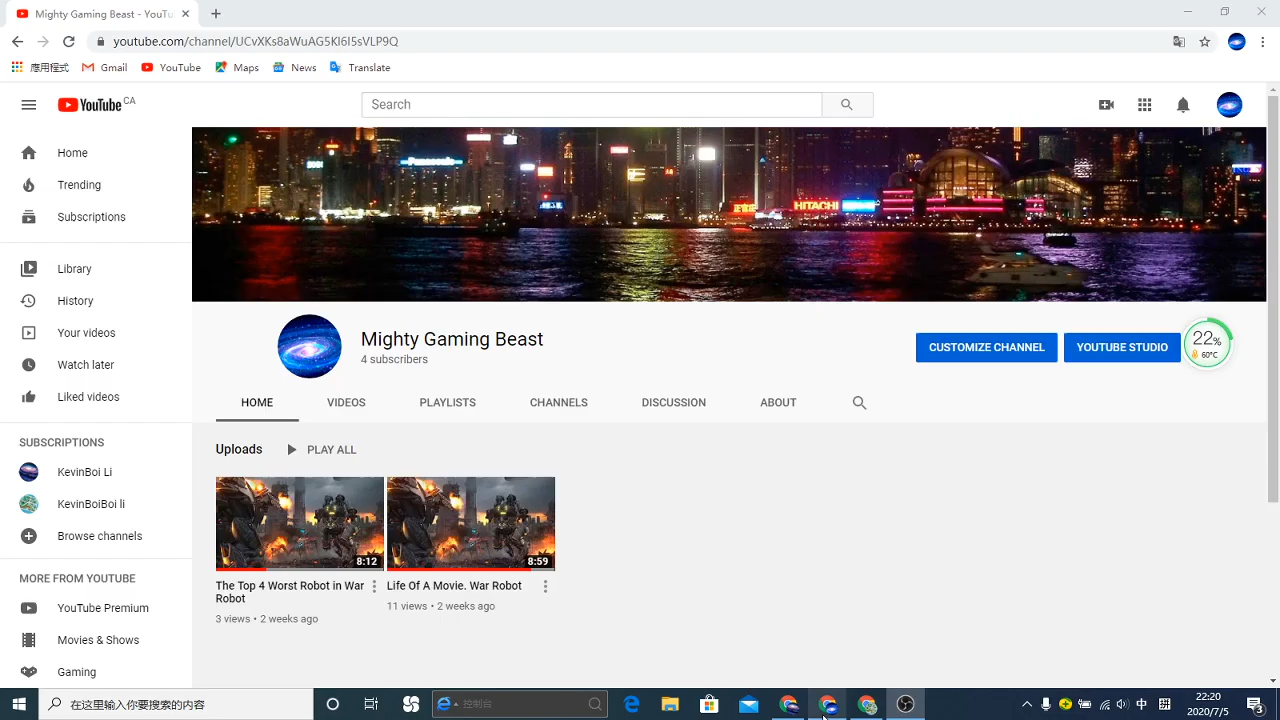 Mighty Gaming Beast - YouTu
youtube.com/channel/UCvXKs8aWuAG5Kl6I5sVLP9Q
應用程式 Gmail YouTube Maps News Translate
YouTube CA
Search
Home
Trending
Subscriptions
Library
History
Your videos
Watch later
Liked videos
SUBSCRIPTIONS
KevinBoi Li
KevinBoiBoi li
Browse channels
MORE FROM YOUTUBE
YouTube Premium
Movies & Shows
Gaming
Panasonic
HITACHI
Mighty Gaming Beast
4 subscribers
CUSTOMIZE CHANNEL
YOUTUBE STUDIO
22%
60°C
HOME VIDEOS PLAYLISTS CHANNELS DISCUSSION ABOUT
Uploads PLAY ALL
8:12
The Top 4 Worst Robot in War
Robot
3 views • 2 weeks ago
8:59
Life Of A Movie. War Robot
11 views • 2 weeks ago
在这里输入你要搜索的内容
控制台
中
22:20
2020/7/5
3